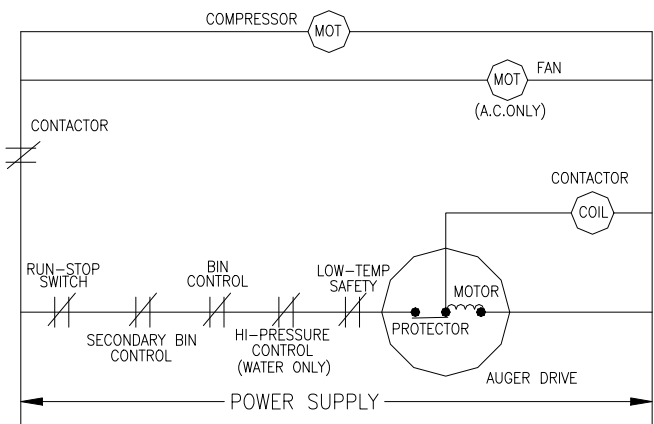 COMPRESSOR
MOT
MOT
FAN
(A.C.ONLY)
CONTACTOR
CONTACTOR
COIL
RUN-STOP
SWITCH
SECONDARY BIN
CONTROL
BIN
CONTROL
HI-PRESSURE
CONTROL
(WATER ONLY)
LOW-TEMP
SAFETY
MOTOR
PROTECTOR
AUGER DRIVE
POWER SUPPLY